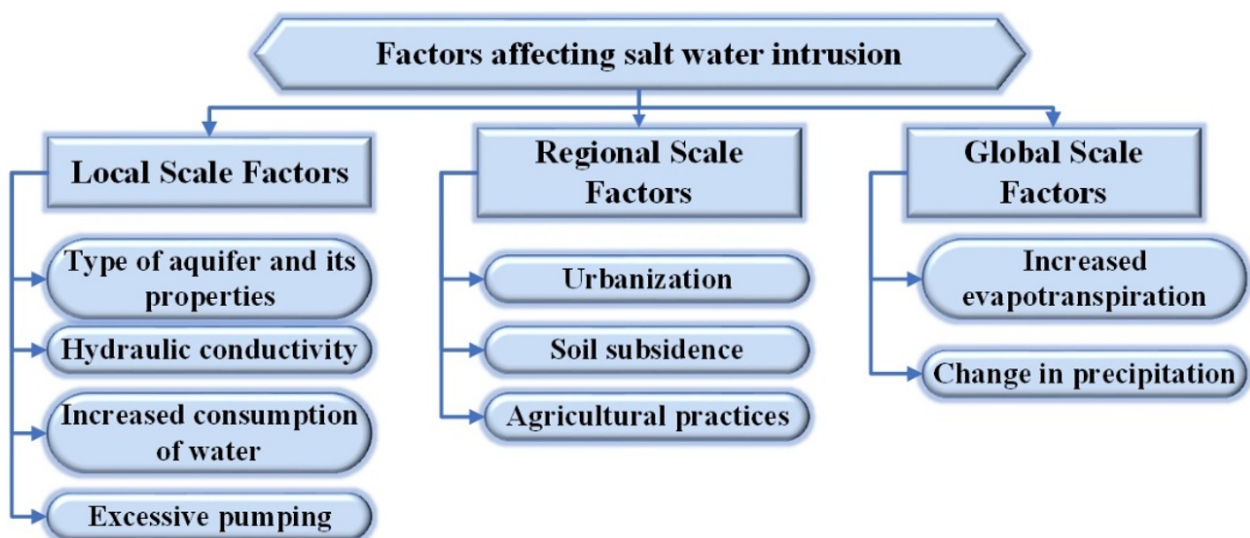 Factors affecting salt water intrusion
Local Scale Factors
Type of aquifer and its
properties
Hydraulic conductivity
Increased consumption
of water
Excessive pumping
Regional Scale
Factors
Urbanization
Soil subsidence
Agricultural practices
Global Scale
Factors
Increased
evapotranspiration
Change in precipitation